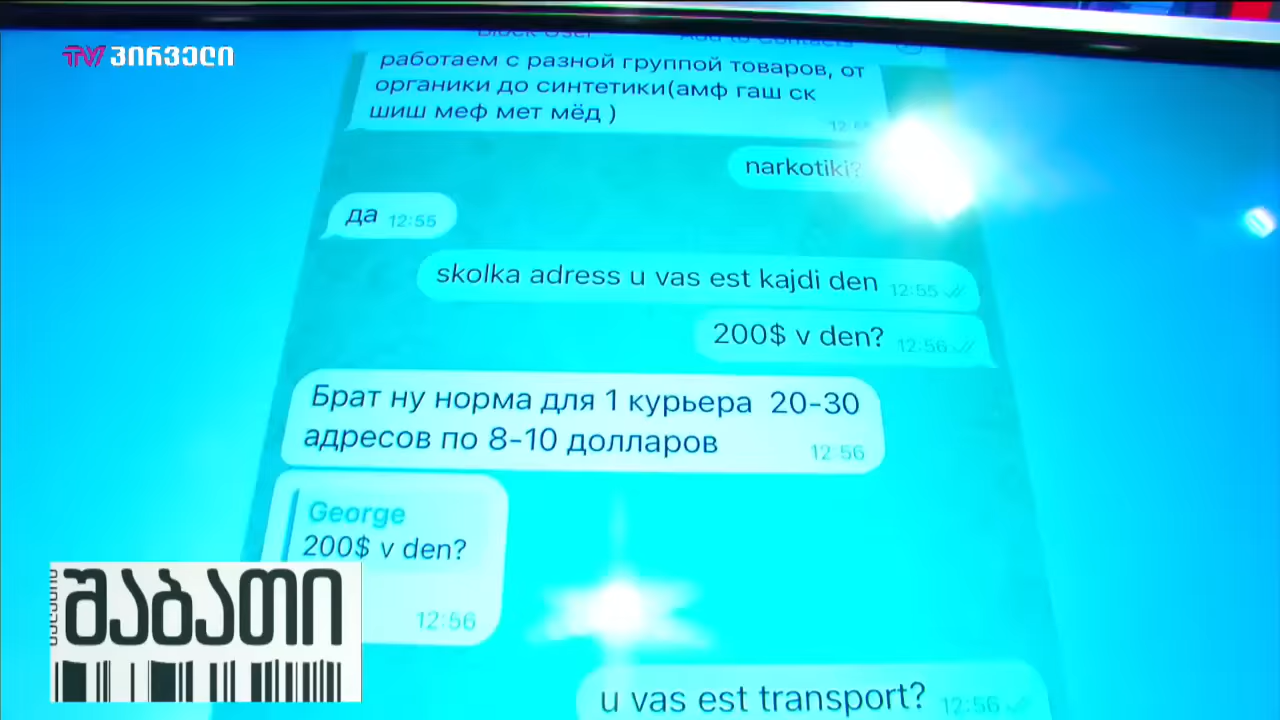 TV პირველი
работаем с разной группой товаров, от
органики до синтетики(амф гаш ск
шиш меф мет мёд )
narkotiki?
да 12:55
skolka adress u vas est kajdi den 12:55
200$ v den? 12:56
Брат ну норма для 1 курьера 20-30
адресов по 8-10 долларов
12:56
George
200$ v den?
12:56
შაბათი
u vas est transport? 12:56